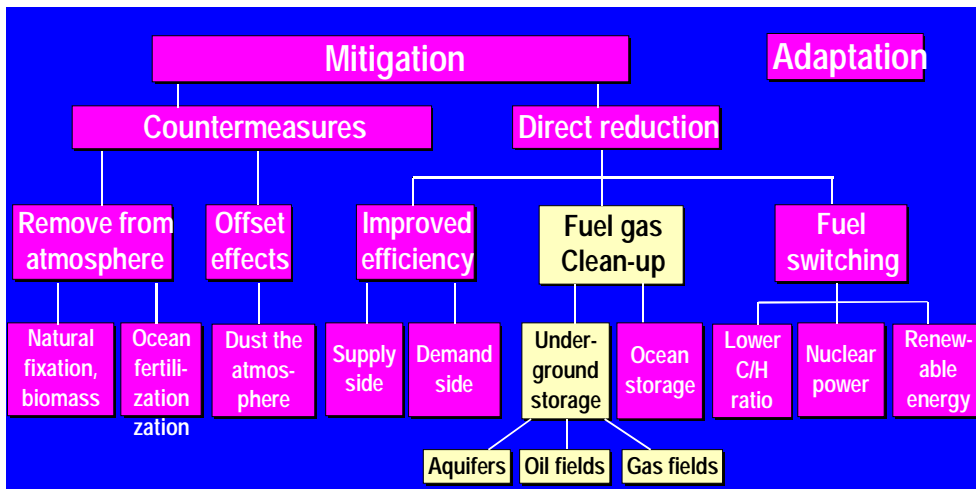 Mitigation
Adaptation
Countermeasures
Direct reduction
Remove from
atmosphere
Offset
effects
Improved
efficiency
Fuel gas
Clean-up
Fuel
switching
Natural
fixation,
biomass
Ocean
fertili-
zation
zation
Dust the
atmos-
phere
Supply
side
Demand
side
Under-
ground
storage
Ocean
storage
Lower
C/H
ratio
Nuclear
power
Renew-
able
energy
Aquifers
Oil fields
Gas fields